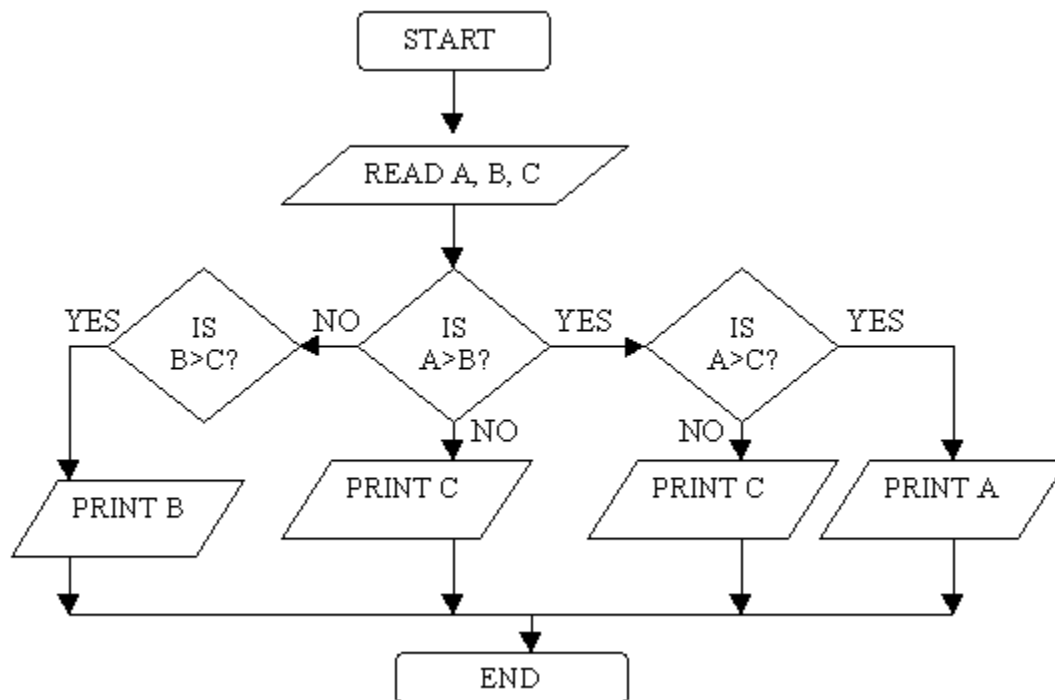 START
READ A, B, C
YES
IS
B>C?
NO
IS
A>B?
YES
IS
A>C?
YES
NO
NO
PRINT B
PRINT C
PRINT C
PRINT A
END